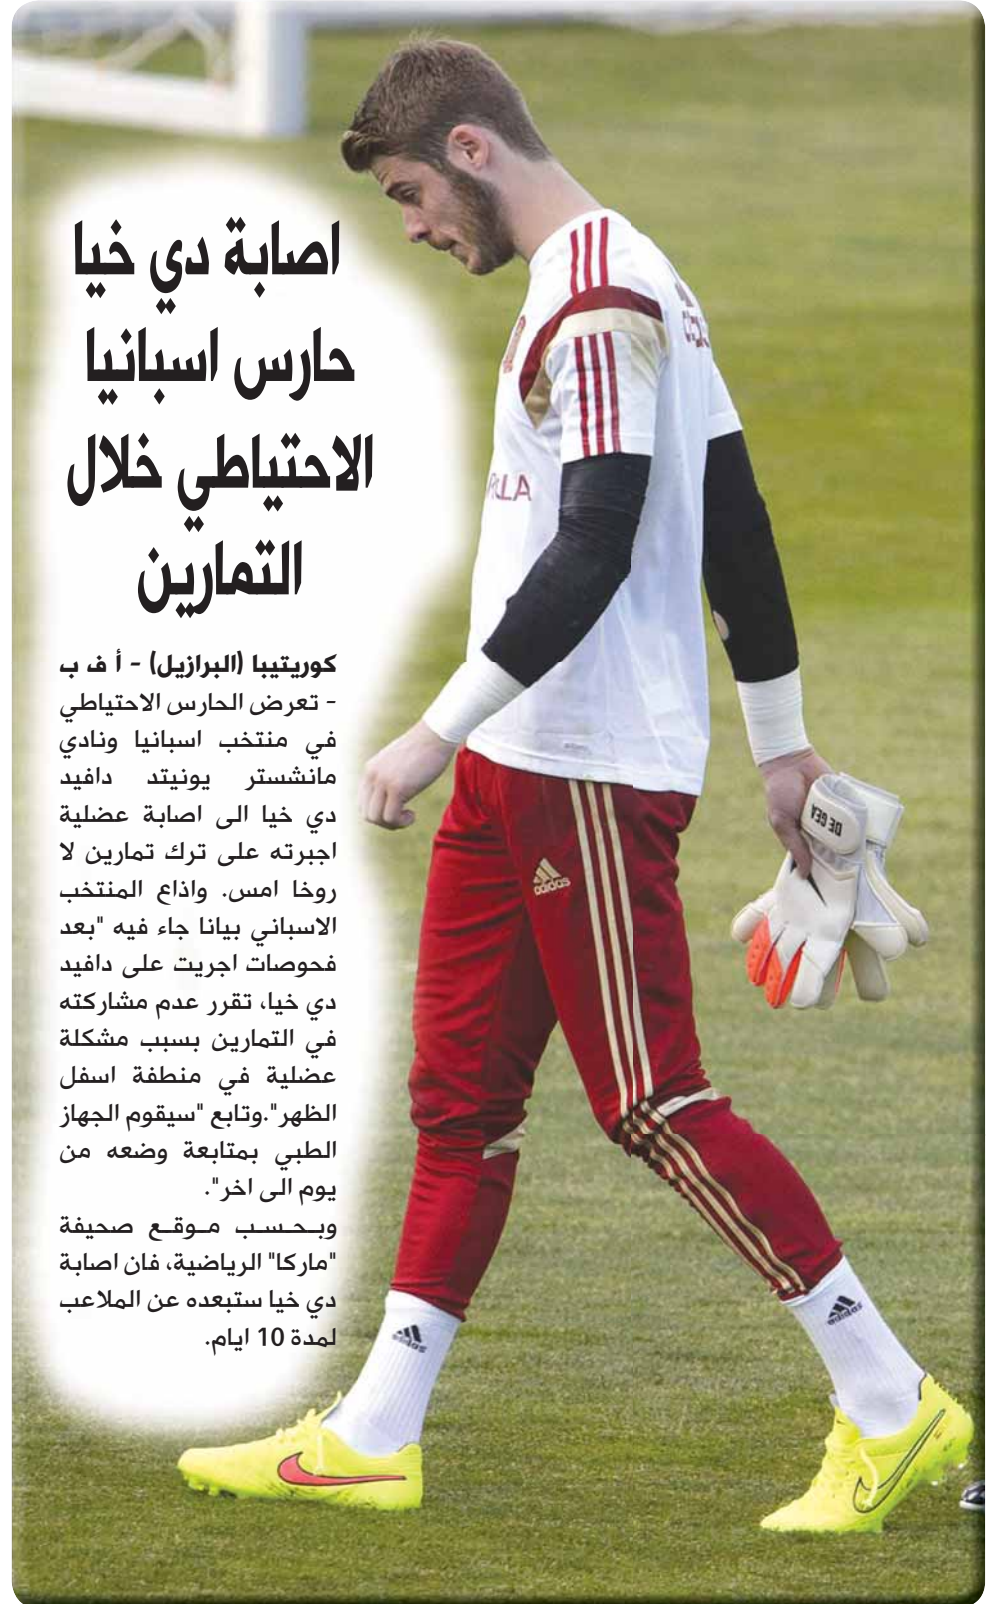 اصابة دي خيا
حارس اسبانيا
الاحتياطي خلال
التمارين
كوريتيبا (البرازيل) - أ ف ب
- تعرض الحارس الاحتياطي
في منتخب اسبانيا ونادي
مانشستر يونيتد دافيد
دي خيا الى اصابة عضلية
اجبرته على ترك تمارين لا
روخا امس. واذاع المنتخب
الاسباني بيانا جاء فيه "بعد
فحوصات اجريت على دافيد
دي خيا، تقرر عدم مشاركته
في التمارين بسبب مشكلة
عضلية في منطفة اسفل
الظهر".وتابع "سيقوم الجهاز
الطبي بمتابعة وضعه من
يوم الى اخر".
وبـحـسـب مـوقـع صحيفة
"ماركا" الرياضية، فان اصابة
دي خيا ستبعده عن الملاعب
لمدة 10 ايام.
DE GEA
adidas
adidas
adidas